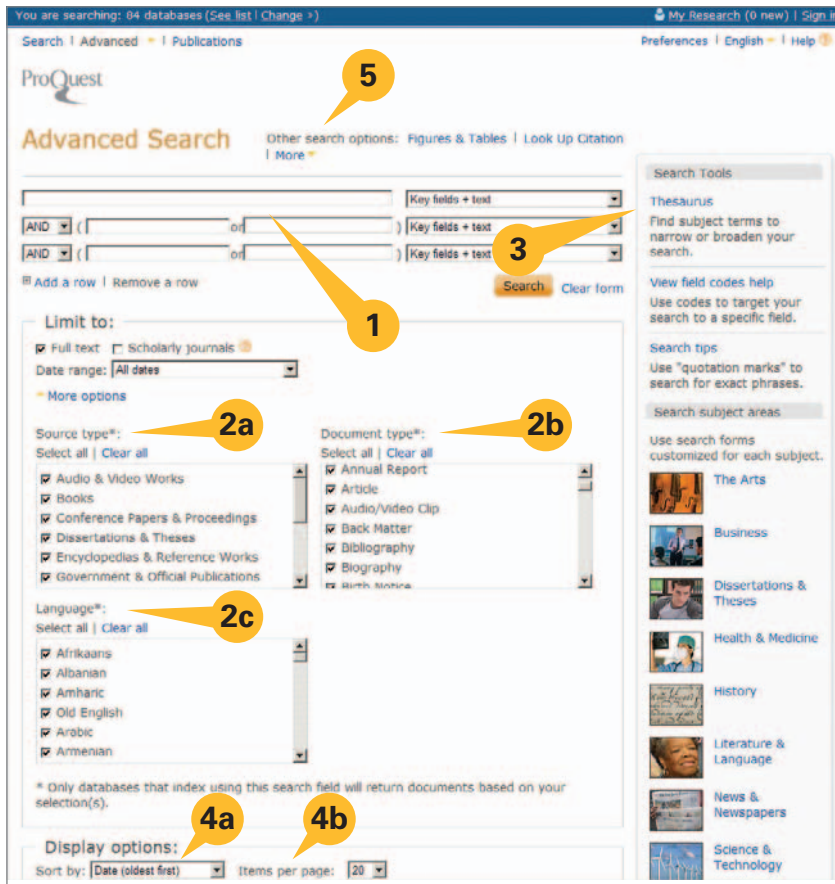 You are searching: 84 databases (See list | Change »)
My Research (0 new) | Sign in
Search | Advanced | Publications
Preferences | English | Help
ProQuest
5
Advanced Search
Other search options: Figures & Tables | Look Up Citation
| More
Key fields + text
AND ( or ) Key fields + text
AND ( or ) Key fields + text
Add a row | Remove a row
Search Clear form
1
3
Limit to:
Full text Scholarly journals
Date range: All dates
More options
2a
Source type*:
Select all | Clear all
Audio & Video Works
Books
Conference Papers & Proceedings
Dissertations & Theses
Encyclopedias & Reference Works
Government & Official Publications
2b
Document type*:
Select all | Clear all
Annual Report
Article
Audio/Video Clip
Back Matter
Bibliography
Biography
Birth Notice
2c
Language*:
Select all | Clear all
Afrikaans
Albanian
Amharic
Old English
Arabic
Armenian
* Only databases that index using this search field will return documents based on your
selection(s).
4a
4b
Display options:
Sort by: Date (oldest first) Items per page: 20
Search Tools
Thesaurus
Find subject terms to
narrow or broaden your
search.
View field codes help
Use codes to target your
search to a specific field.
Search tips
Use "quotation marks" to
search for exact phrases.
Search subject areas
Use search forms
customized for each subject.
The Arts
Business
Dissertations &
Theses
Health & Medicine
History
Literature &
Language
News &
Newspapers
Science &
Technology